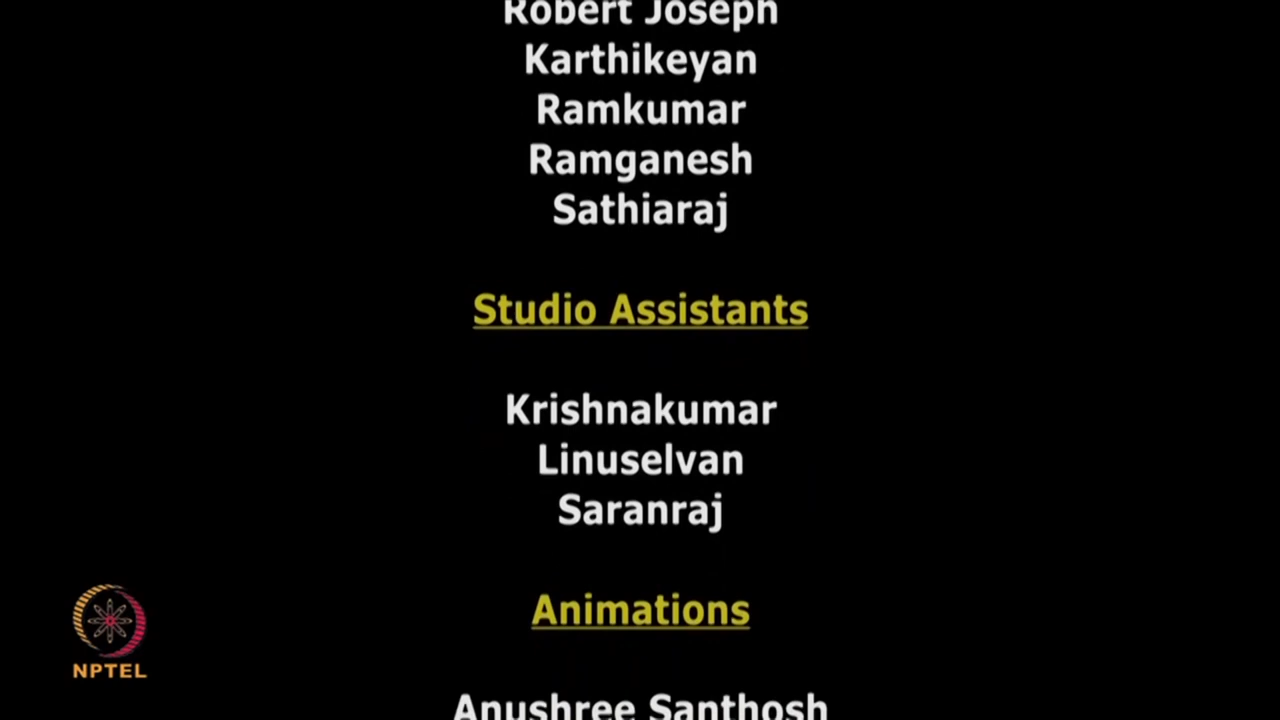 Robert Joseph
Karthikeyan
Ramkumar
Ramganesh
Sathiaraj
Studio Assistants
Krishnakumar
Linuselvan
Saranraj
Animations
NPTEL
Anushree Santhosh